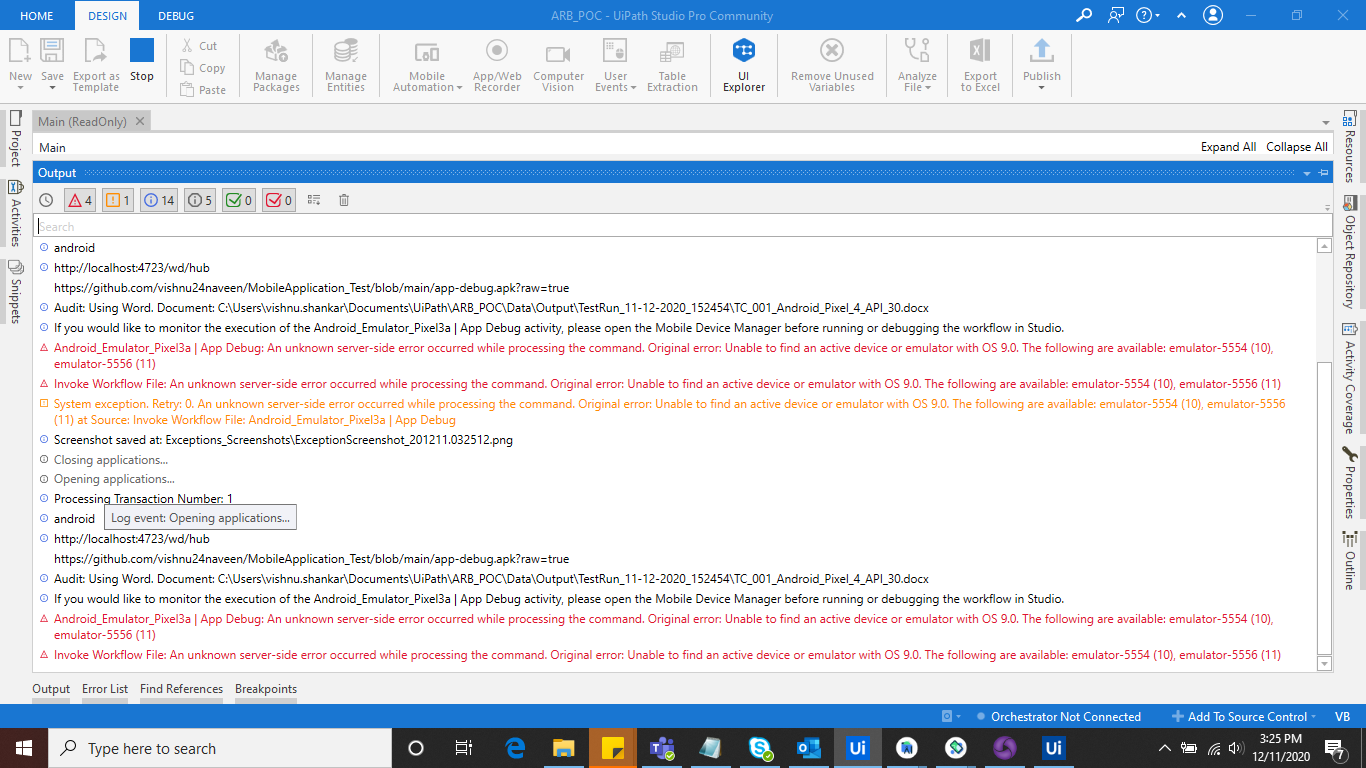 HOME
DESIGN
DEBUG
ARB_POC - UiPath Studio Pro Community
New
Save
Export as
Template
Stop
Cut
Copy
Paste
Manage
Packages
Manage
Entities
Mobile
Automation
App/Web
Recorder
Computer
Vision
User
Events
Table
Extraction
UI
Explorer
Remove Unused
Variables
Analyze
File
Export
to Excel
Publish
Main (ReadOnly)
Main
Expand All
Collapse All
Project
Activities
Snippets
Resources
Object Repository
Activity Coverage
Properties
Outline
Output
4
1
14
5
0
0
Search
android
http://localhost:4723/wd/hub
https://github.com/vishnu24naveen/MobileApplication_Test/blob/main/app-debug.apk?raw=true
Audit: Using Word. Document: C:\Users\vishnu.shankar\Documents\UiPath\ARB_POC\Data\Output\TestRun_11-12-2020_152454\TC_001_Android_Pixel_4_API_30.docx
If you would like to monitor the execution of the Android_Emulator_Pixel3a | App Debug activity, please open the Mobile Device Manager before running or debugging the workflow in Studio.
Android_Emulator_Pixel3a | App Debug: An unknown server-side error occurred while processing the command. Original error: Unable to find an active device or emulator with OS 9.0. The following are available: emulator-5554 (10),
emulator-5556 (11)
Invoke Workflow File: An unknown server-side error occurred while processing the command. Original error: Unable to find an active device or emulator with OS 9.0. The following are available: emulator-5554 (10), emulator-5556 (11)
System exception. Retry: 0. An unknown server-side error occurred while processing the command. Original error: Unable to find an active device or emulator with OS 9.0. The following are available: emulator-5554 (10), emulator-5556
(11) at Source: Invoke Workflow File: Android_Emulator_Pixel3a | App Debug
Screenshot saved at: Exceptions_Screenshots\ExceptionScreenshot_201211.032512.png
Closing applications...
Opening applications...
Processing Transaction Number: 1
android
Log event: Opening applications...
http://localhost:4723/wd/hub
https://github.com/vishnu24naveen/MobileApplication_Test/blob/main/app-debug.apk?raw=true
Audit: Using Word. Document: C:\Users\vishnu.shankar\Documents\UiPath\ARB_POC\Data\Output\TestRun_11-12-2020_152454\TC_001_Android_Pixel_4_API_30.docx
If you would like to monitor the execution of the Android_Emulator_Pixel3a | App Debug activity, please open the Mobile Device Manager before running or debugging the workflow in Studio.
Android_Emulator_Pixel3a | App Debug: An unknown server-side error occurred while processing the command. Original error: Unable to find an active device or emulator with OS 9.0. The following are available: emulator-5554 (10),
emulator-5556 (11)
Invoke Workflow File: An unknown server-side error occurred while processing the command. Original error: Unable to find an active device or emulator with OS 9.0. The following are available: emulator-5554 (10), emulator-5556 (11)
Output
Error List
Find References
Breakpoints
Orchestrator Not Connected
Add To Source Control
VB
Type here to search
Ui
Ui
3:25 PM
12/11/2020
7